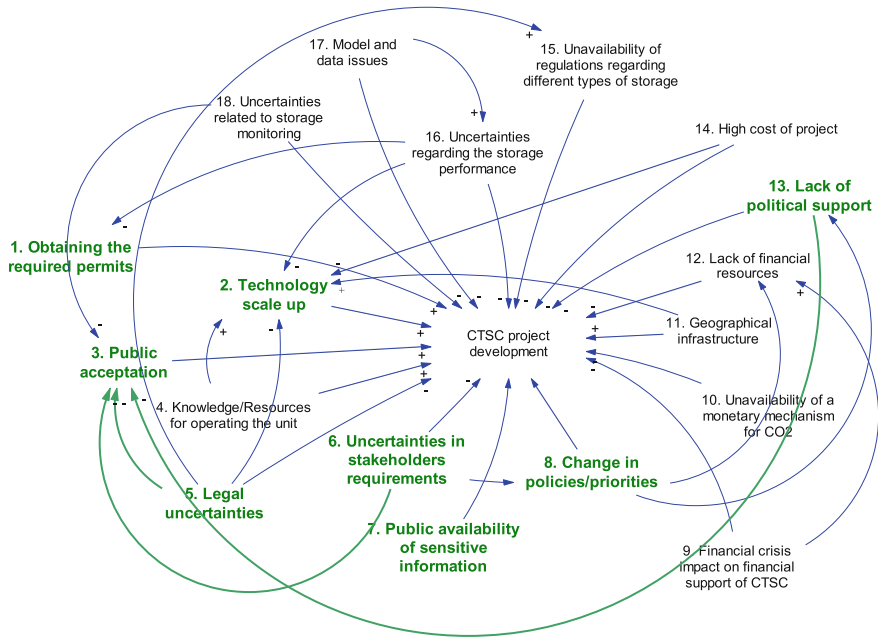 17. Model and
data issues
15. Unavailability of
regulations regarding
different types of storage
18. Uncertainties
related to storage
monitoring
16. Uncertainties
regarding the storage
performance
14. High cost of project
13. Lack of
political support
1. Obtaining the
required permits
2. Technology
scale up
12. Lack of financial
resources
11. Geographical
infrastructure
CTSC project
development
3. Public
acceptation
4. Knowledge/Resources
for operating the unit
10. Unavailability of a
monetary mechanism
for CO2
6. Uncertainties in
stakeholders
requirements
8. Change in
policies/priorities
5. Legal
uncertainties
7. Public availability
of sensitive
information
9. Financial crisis
impact on financial
support of CTSC